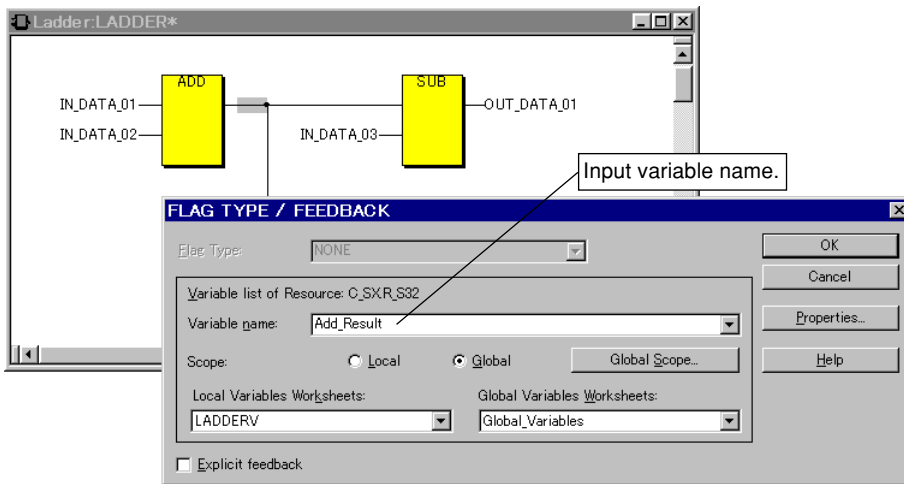 Ladder:LADDER*
ADD
SUB
IN_DATA_01
OUT_DATA_01
IN_DATA_02
IN_DATA_03
Input variable name.
FLAG TYPE / FEEDBACK
Flag Type: NONE
OK
Variable list of Resource: C_SXR_S32
Cancel
Variable name: Add_Result
Properties...
Scope: Local Global Global Scope...
Help
Local Variables Worksheets: Global Variables Worksheets:
LADDERV Global_Variables
Explicit feedback